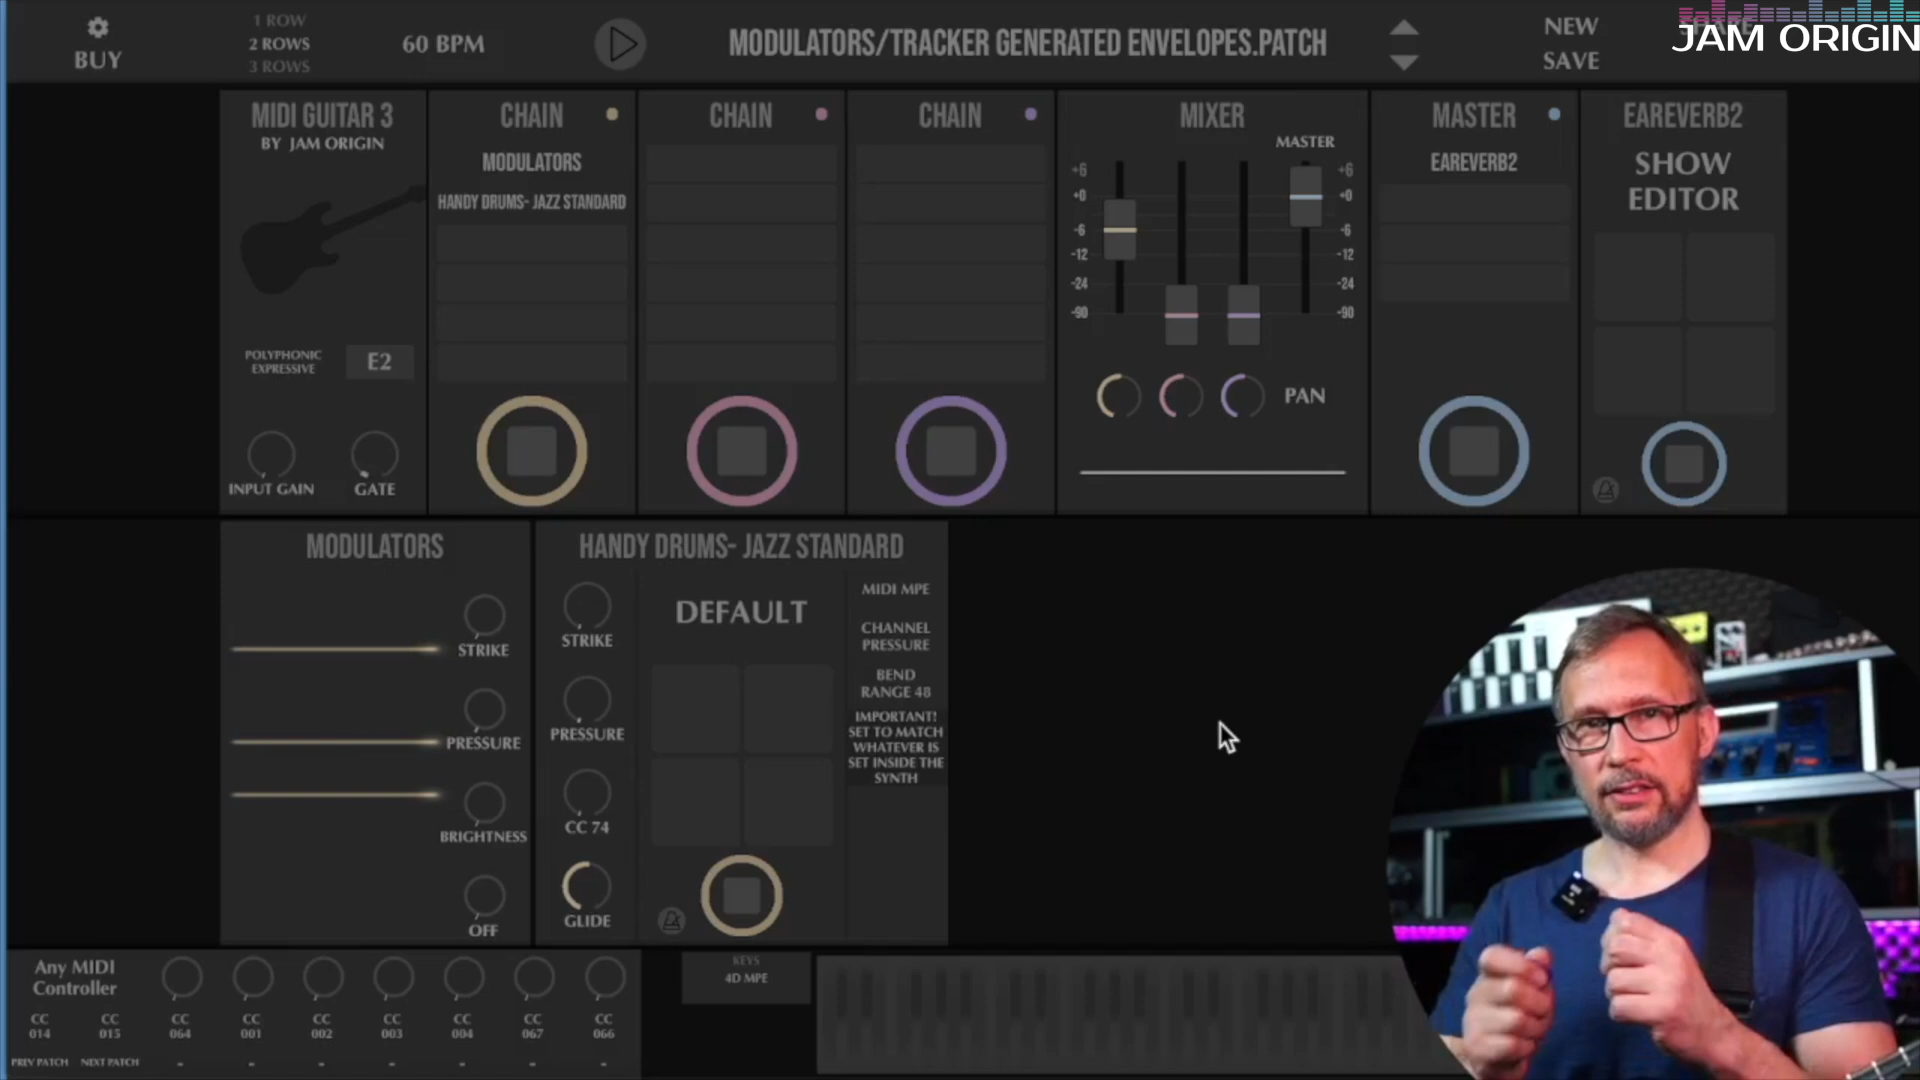 BUY
1 ROW
2 ROWS
3 ROWS
60 BPM
MODULATORS/TRACKER GENERATED ENVELOPES.PATCH
NEW
SAVE
JAM ORIGIN
MIDI GUITAR 3
BY JAM ORIGIN
POLYPHONIC
EXPRESSIVE
E2
INPUT GAIN
GATE
CHAIN
MODULATORS
HANDY DRUMS- JAZZ STANDARD
CHAIN
CHAIN
MIXER
MASTER
+6
+0
-6
-12
-24
-90
+6
+0
-6
-12
-24
-90
PAN
MASTER
EAREVERB2
EAREVERB2
SHOW
EDITOR
MODULATORS
STRIKE
PRESSURE
BRIGHTNESS
OFF
HANDY DRUMS- JAZZ STANDARD
STRIKE
PRESSURE
CC 74
GLIDE
DEFAULT
MIDI MPE
CHANNEL
PRESSURE
BEND
RANGE 48
IMPORTANT!
SET TO MATCH
WHATEVER IS
SET INSIDE THE
SYNTH
Any MIDI
Controller
CC
014
CC
015
CC
064
CC
001
CC
002
CC
003
CC
004
CC
067
CC
066
PREV PATCH
NEXT PATCH
-
-
-
-
-
-
-
KEYS
4D MPE